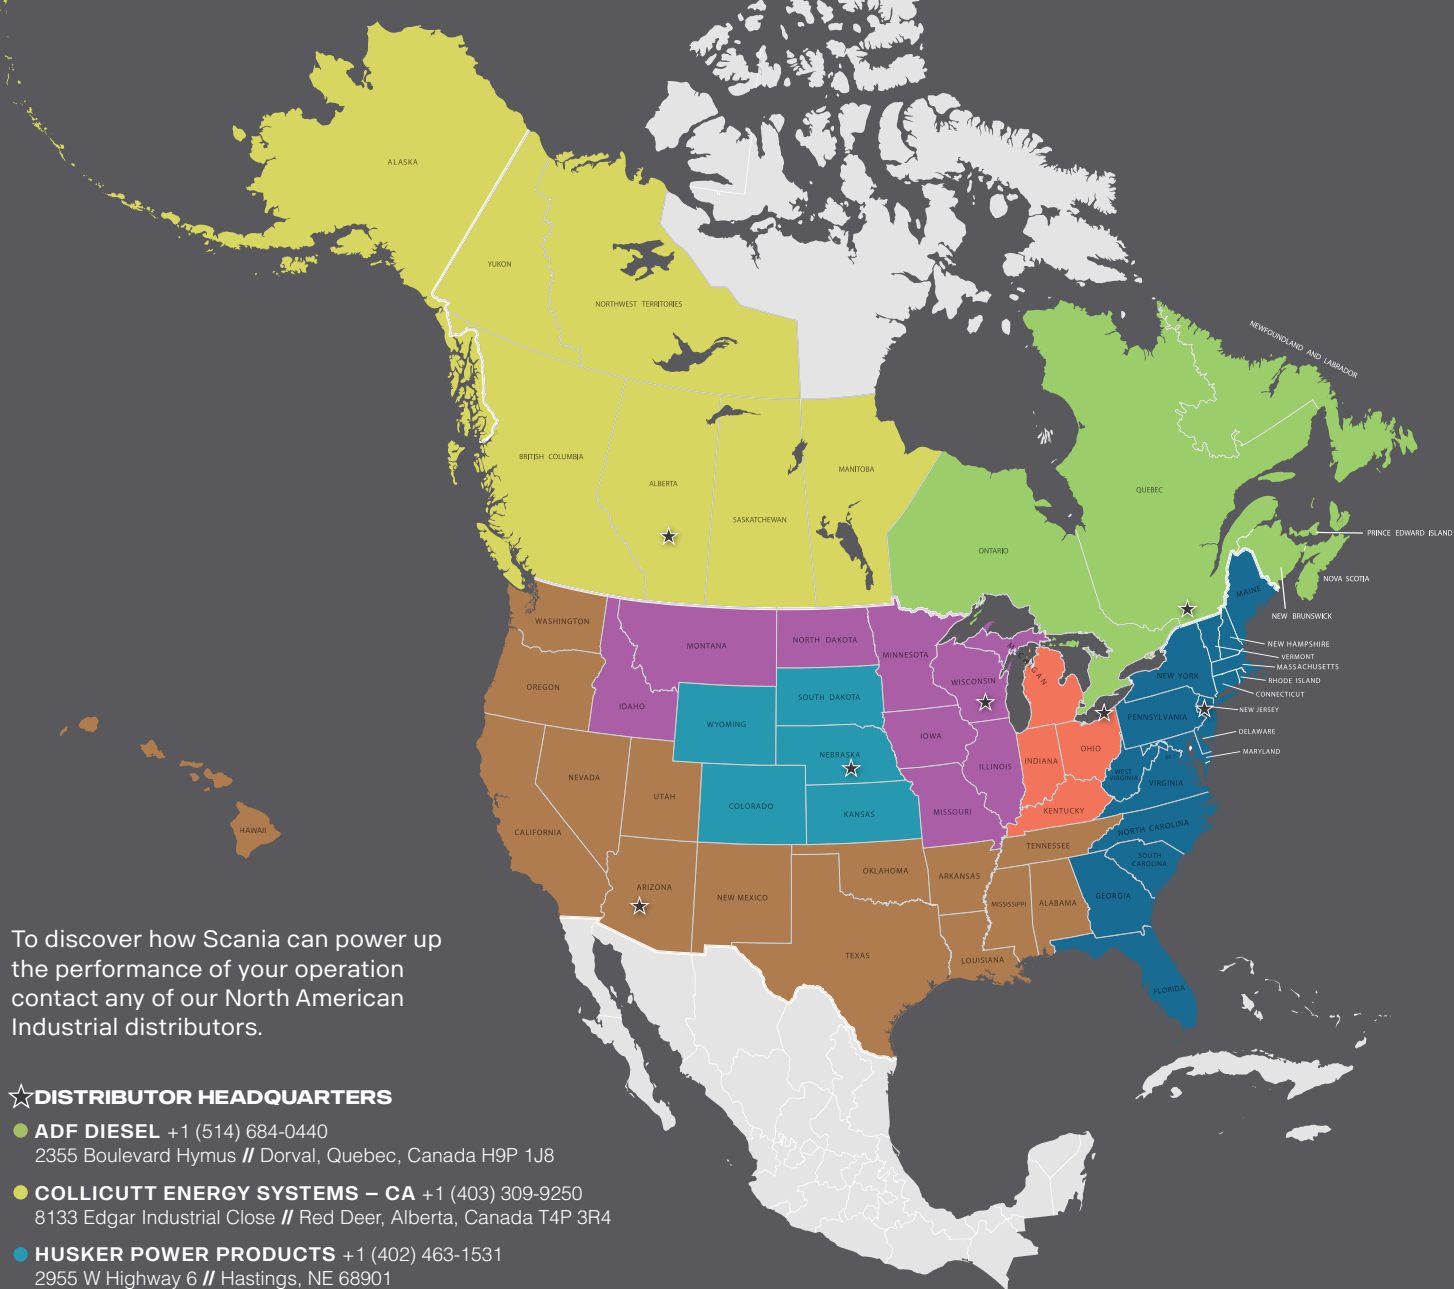 ALASKA
YUKON
NORTHWEST TERRITORIES
NEWFOUNDLAND AND LABRADOR
BRITISH COLUMBIA
ALBERTA
SASKATCHEWAN
MANITOBA
ONTARIO
QUEBEC
PRINCE EDWARD ISLAND
NOVA SCOTIA
NEW BRUNSWICK
MAINE
WASHINGTON
MONTANA
NORTH DAKOTA
MINNESOTA
MICHIGAN
NEW HAMPSHIRE
VERMONT
MASSACHUSETTS
RHODE ISLAND
CONNECTICUT
NEW YORK
OREGON
IDAHO
SOUTH DAKOTA
WISCONSIN
WYOMING
PENNSYLVANIA
NEW JERSEY
DELAWARE
MARYLAND
NEVADA
UTAH
NEBRASKA
IOWA
ILLINOIS
INDIANA
OHIO
WEST
VIRGINIA
VIRGINIA
COLORADO
KANSAS
MISSOURI
KENTUCKY
HAWAII
CALIFORNIA
TENNESSEE
NORTH CAROLINA
SOUTH
CAROLINA
ARIZONA
NEW MEXICO
OKLAHOMA
ARKANSAS
MISSISSIPPI
ALABAMA
GEORGIA
TEXAS
LOUISIANA
FLORIDA
To discover how Scania can power up
the performance of your operation
contact any of our North American
Industrial distributors.
DISTRIBUTOR HEADQUARTERS
ADF DIESEL +1 (514) 684-0440
2355 Boulevard Hymus // Dorval, Quebec, Canada H9P 1J8
COLLICUTT ENERGY SYSTEMS – CA +1 (403) 309-9250
8133 Edgar Industrial Close // Red Deer, Alberta, Canada T4P 3R4
HUSKER POWER PRODUCTS +1 (402) 463-1531
2955 W Highway 6 // Hastings, NE 68901